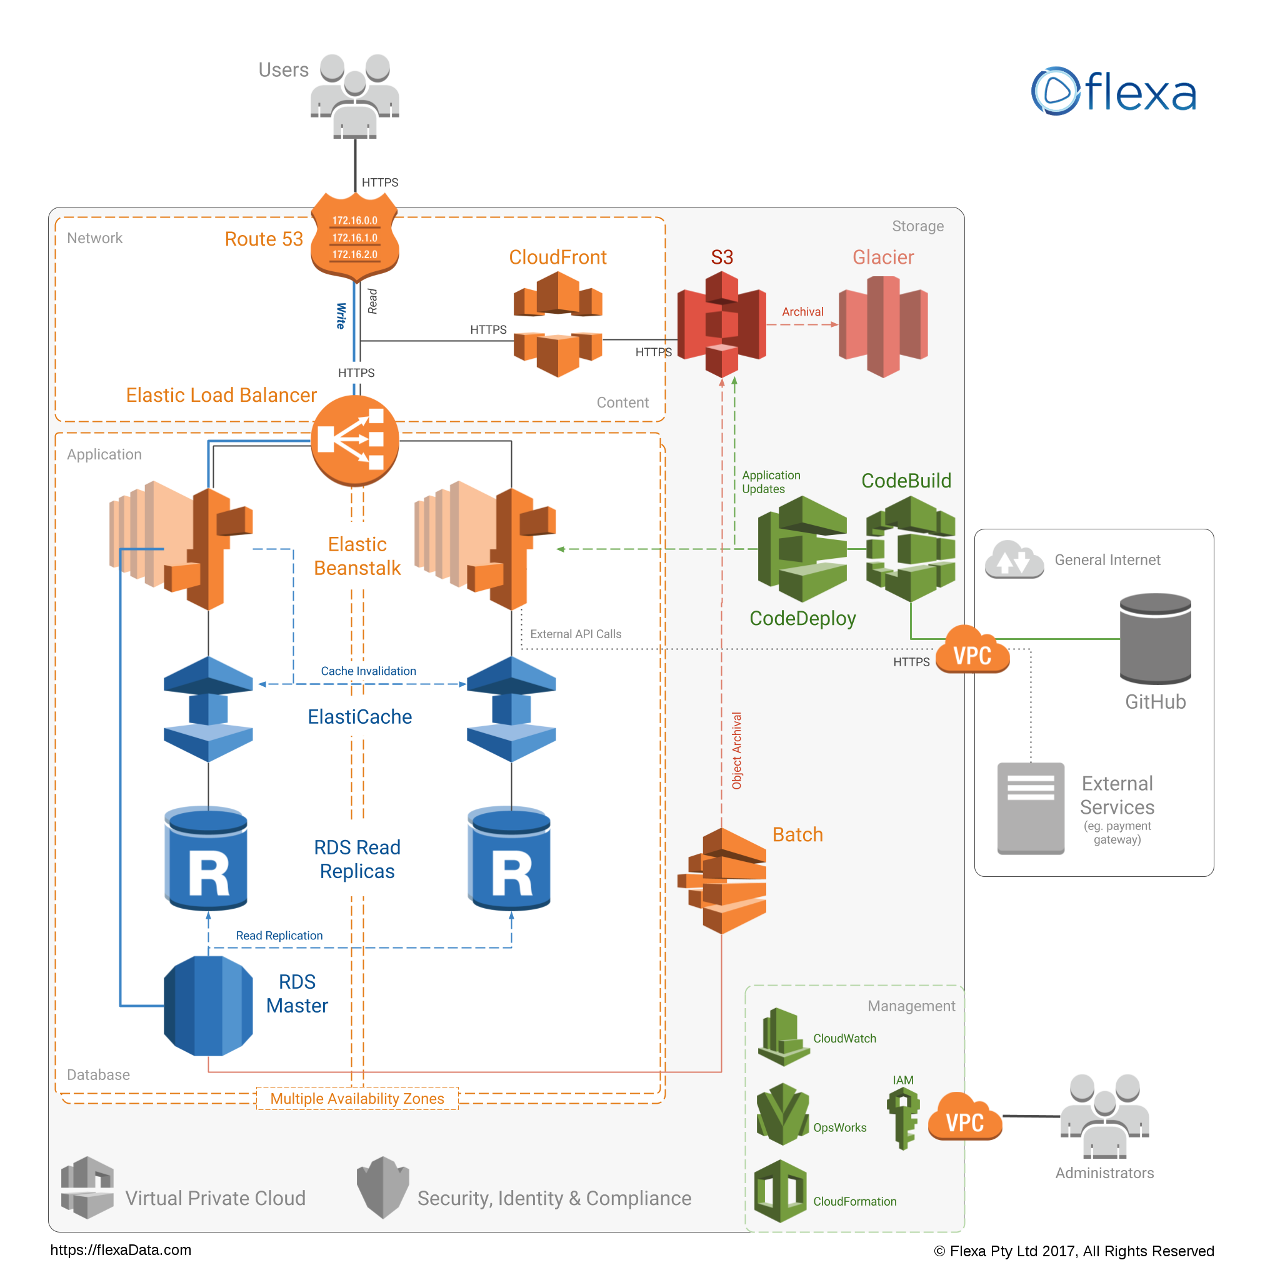 Users
flexa
HTTPS
172.16.0.0
172.16.1.0
172.16.2.0
Network
Route 53
Storage
CloudFront
S3
Glacier
Write
Read
Archival
HTTPS
HTTPS
HTTPS
Elastic Load Balancer
Content
Application
Application
Updates
CodeBuild
Elastic
Beanstalk
General Internet
CodeDeploy
External API Calls
HTTPS
VPC
GitHub
Cache Invalidation
ElastiCache
Object Archival
External
Services
(eg. payment
gateway)
Batch
RDS Read
Replicas
R
R
Read Replication
RDS
Master
Management
CloudWatch
Database
IAM
Multiple Availability Zones
OpsWorks
VPC
Administrators
Virtual Private Cloud
Security, Identity & Compliance
CloudFormation
https://flexaData.com
© Flexa Pty Ltd 2017, All Rights Reserved